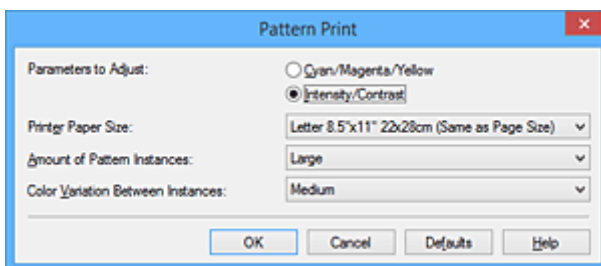 Pattern Print
Parameters to Adjust:
Cyan/Magenta/Yellow
Intensity/Contrast
Printer Paper Size: Letter 8.5"x11" 22x28cm (Same as Page Size)
Amount of Pattern Instances: Large
Color Variation Between Instances: Medium
OK Cancel Defaults Help